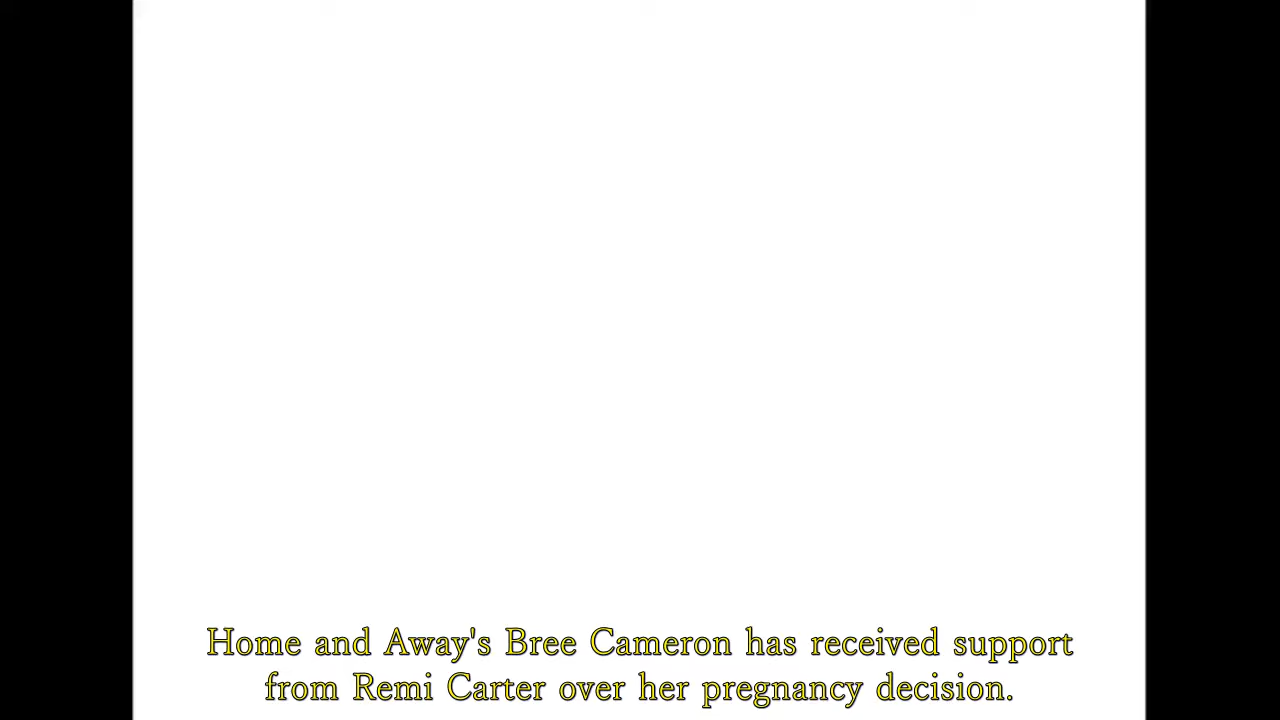 Home and Away's Bree Cameron has received support
from Remi Carter over her pregnancy decision.